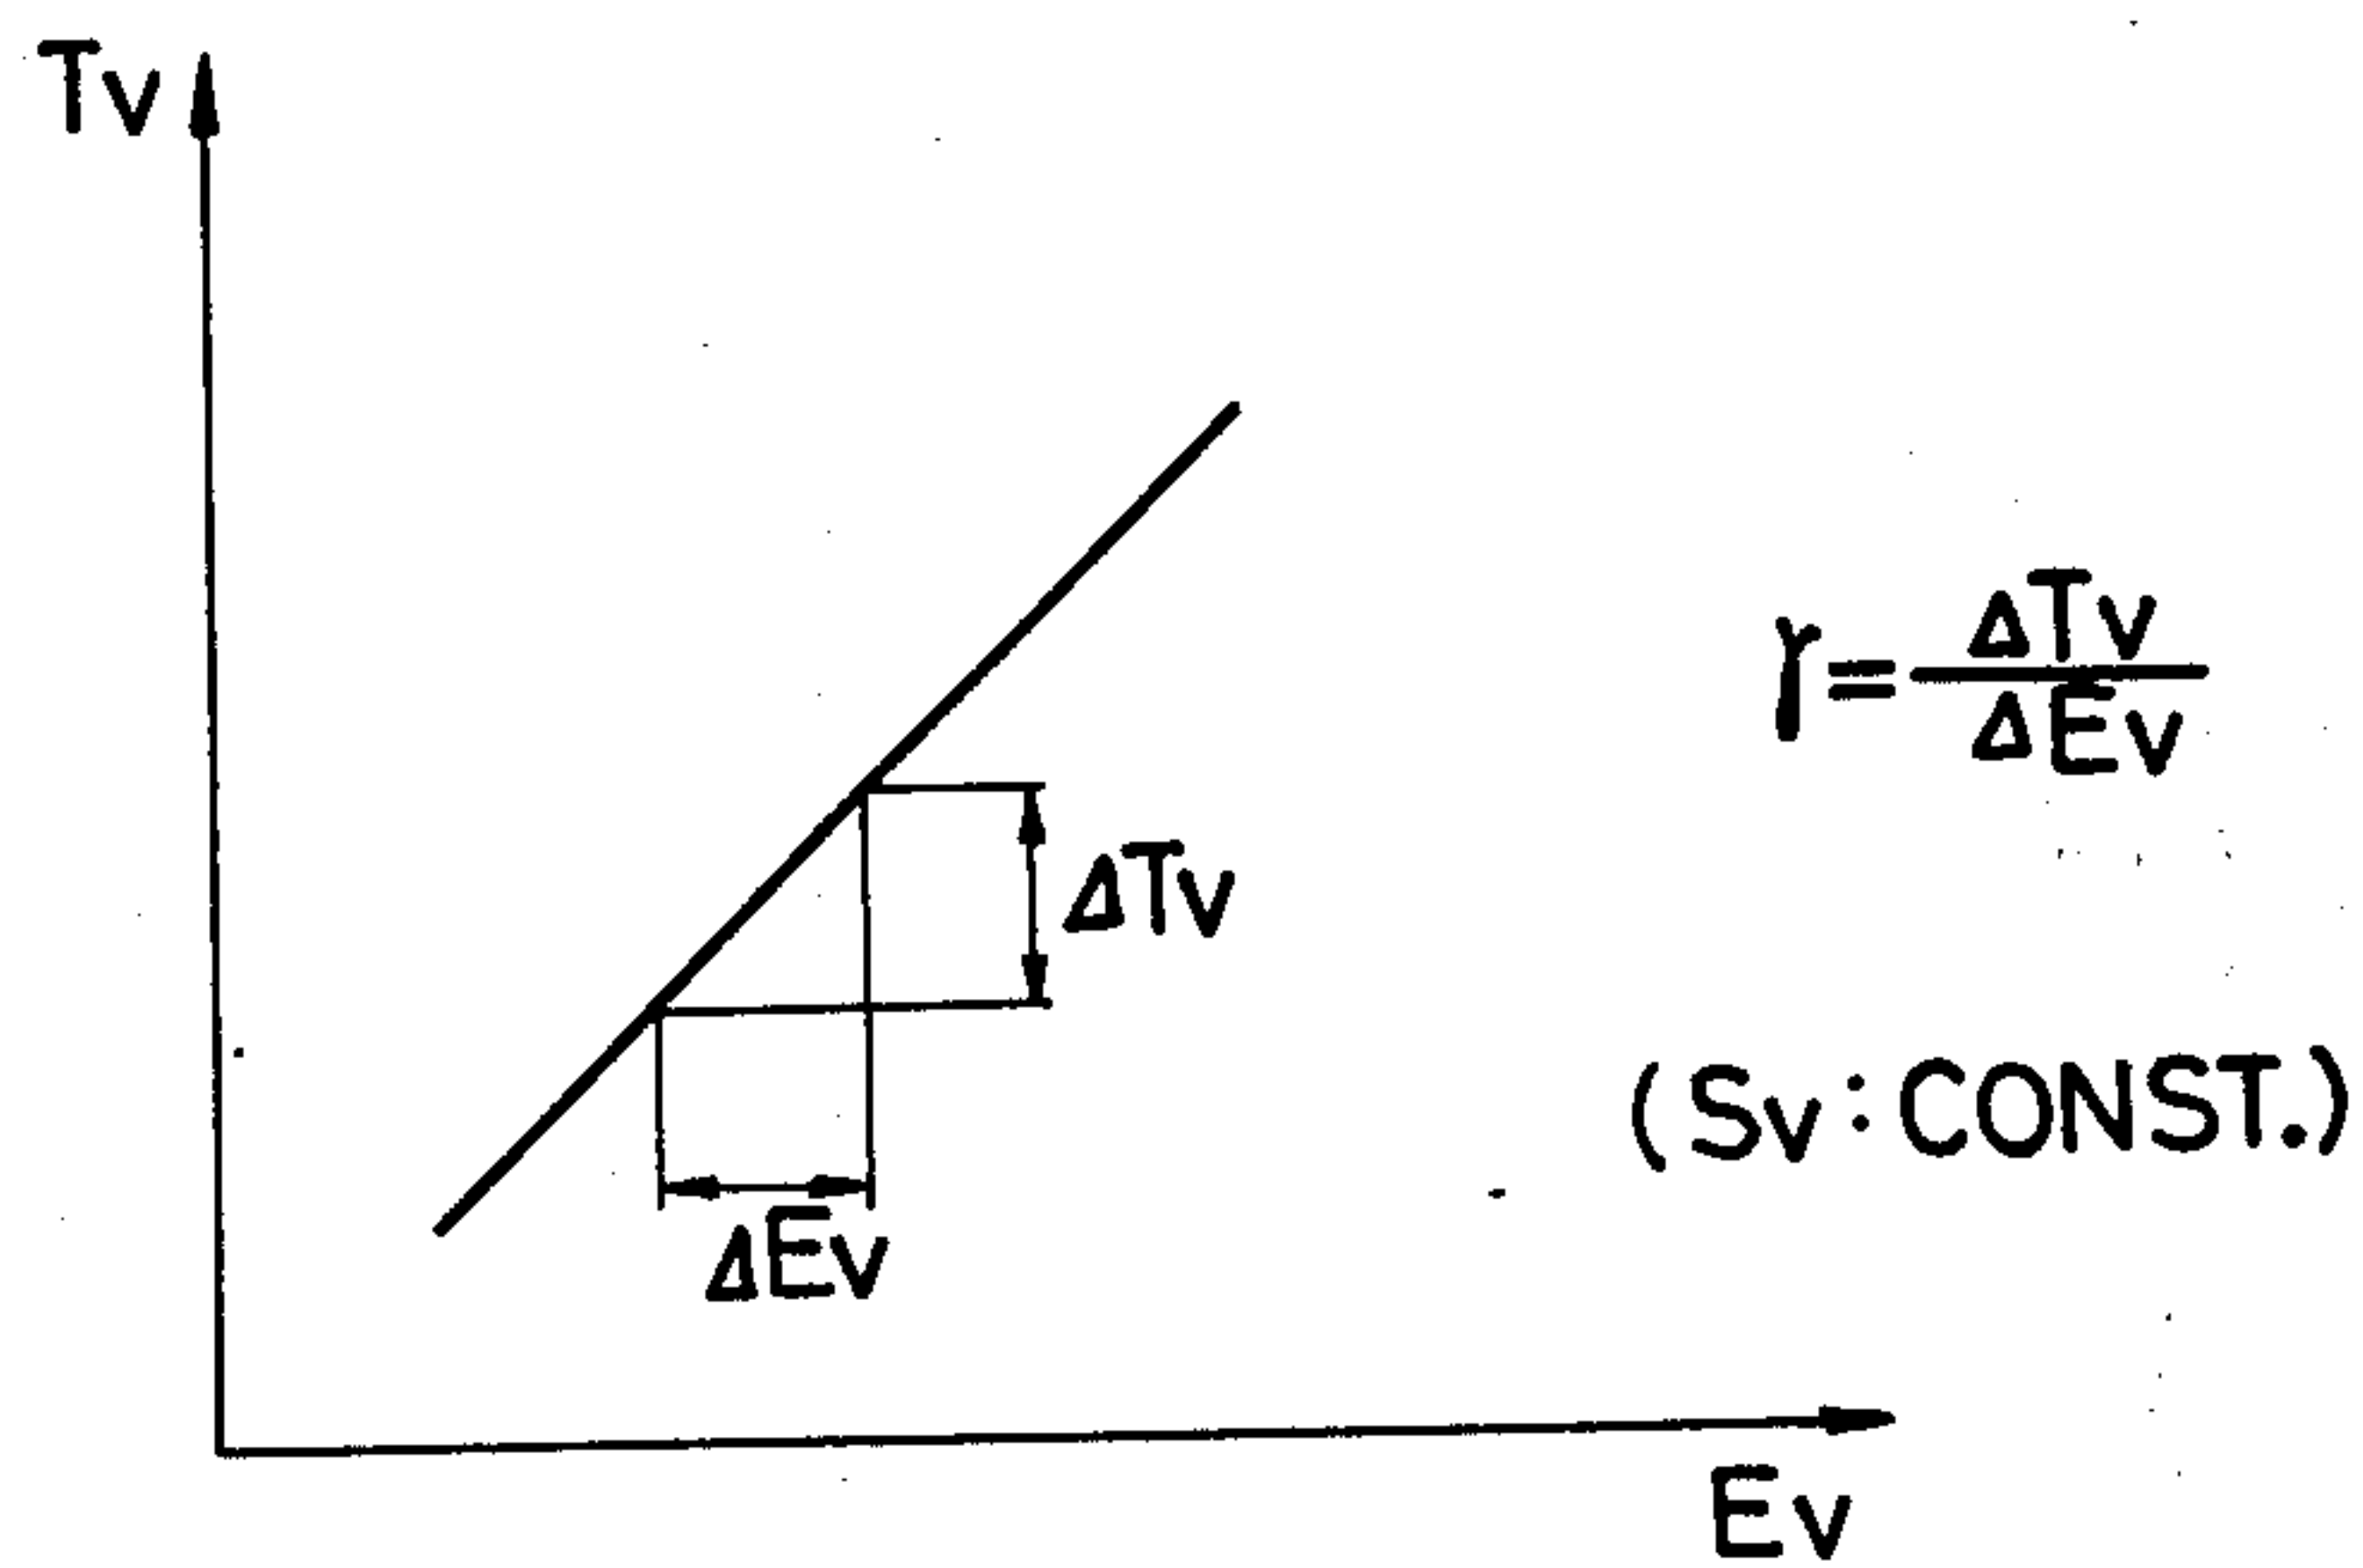 Tv
γ = ΔTv / ΔEv
ΔTv
(Sv : CONST.)
ΔEv
Ev